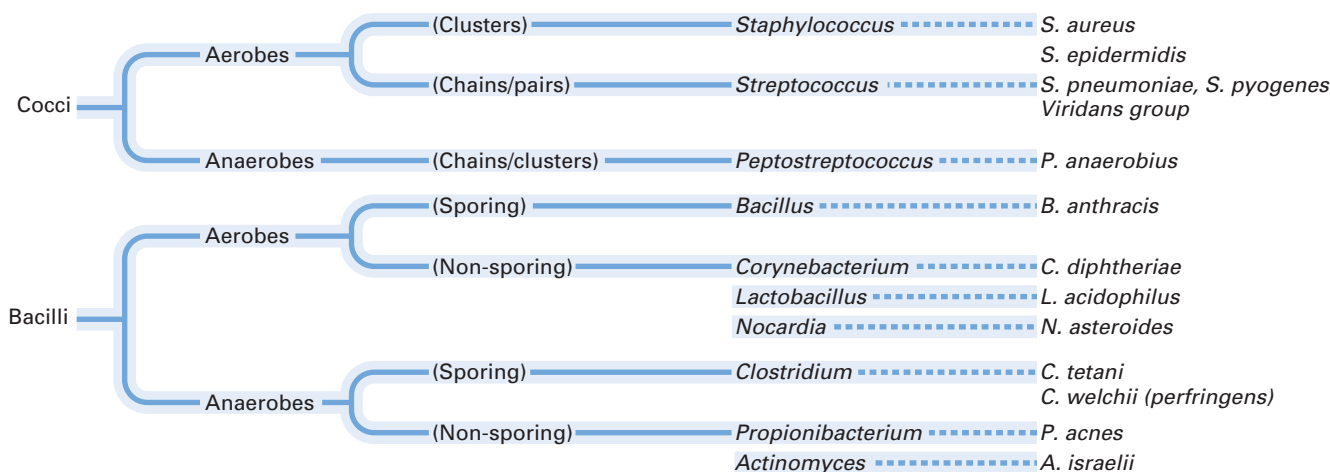 (Clusters) Staphylococcus S. aureus
Aerobes S. epidermidis
(Chains/pairs) Streptococcus S. pneumoniae, S. pyogenes
Cocci Viridans group
Anaerobes (Chains/clusters) Peptostreptococcus P. anaerobius
(Sporing) Bacillus B. anthracis
Aerobes
(Non-sporing) Corynebacterium C. diphtheriae
Lactobacillus L. acidophilus
Bacilli Nocardia N. asteroides
(Sporing) Clostridium C. tetani
Anaerobes C. welchii (perfringens)
(Non-sporing) Propionibacterium P. acnes
Actinomyces A. israelii